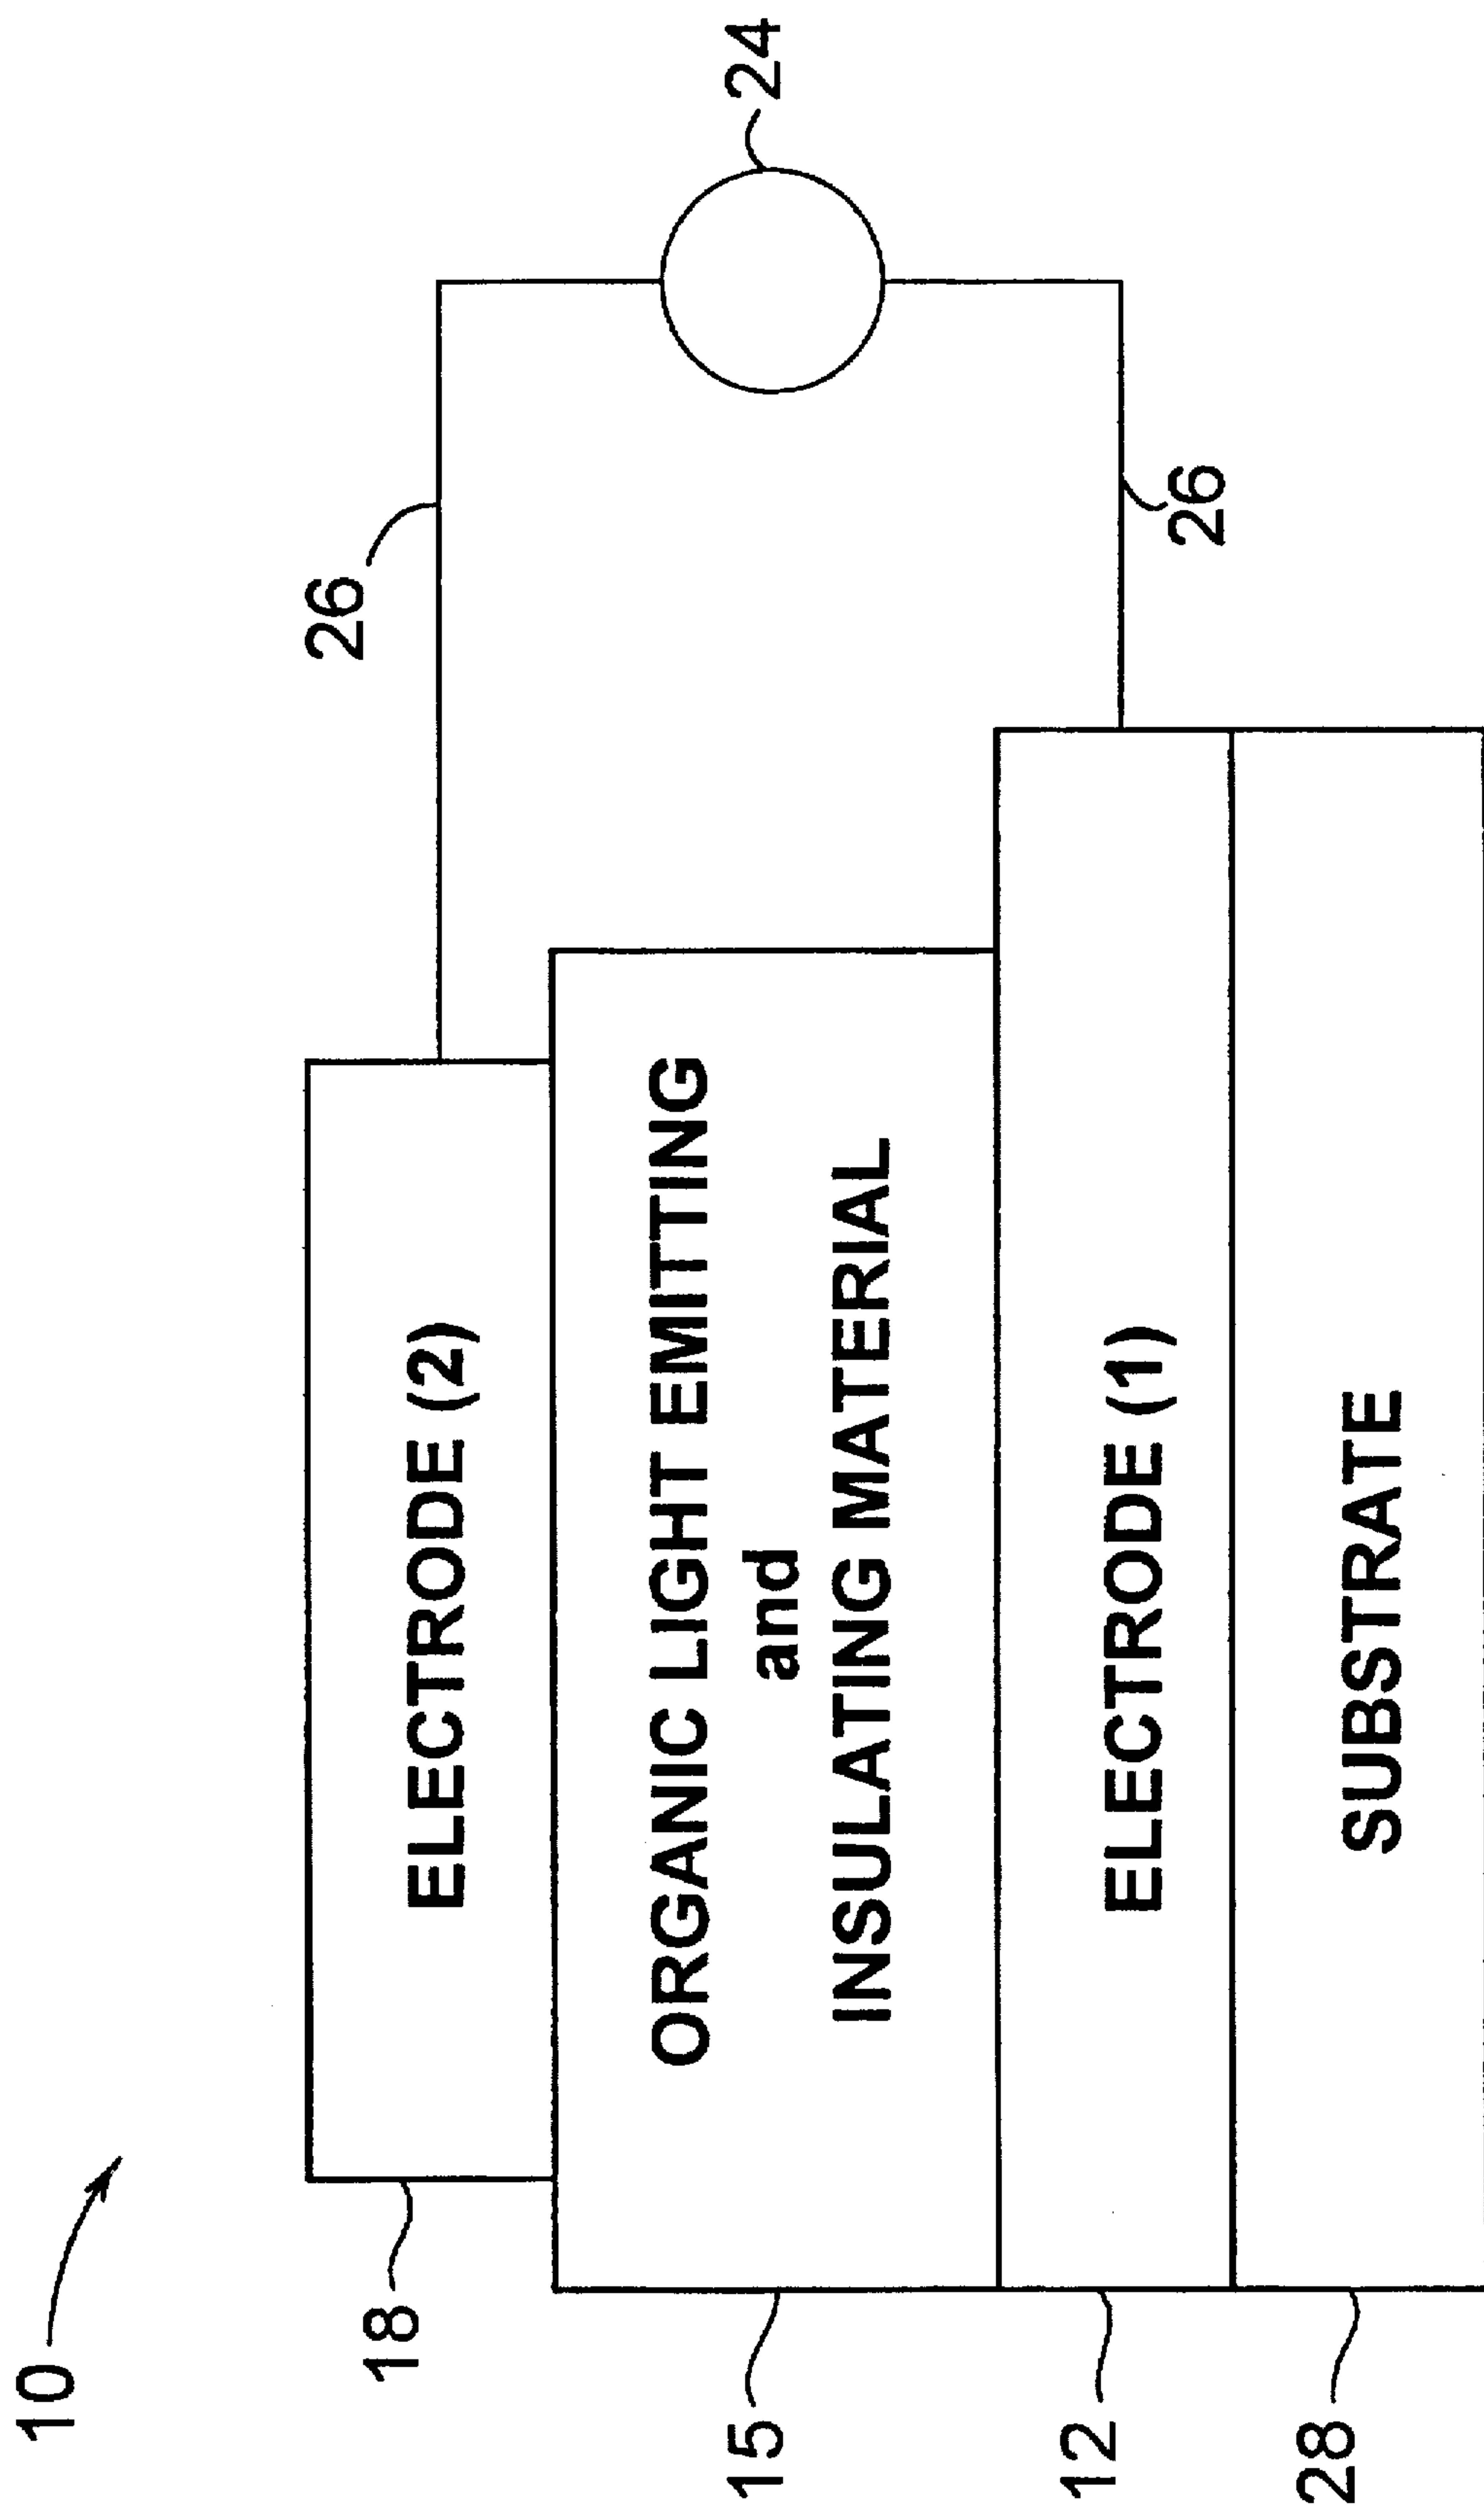 10
18
ELECTRODE (2)
26
24
15
ORGANIC LIGHT EMITTING
and
INSULATING MATERIAL
12
ELECTRODE (1)
26
28
SUBSTRATE